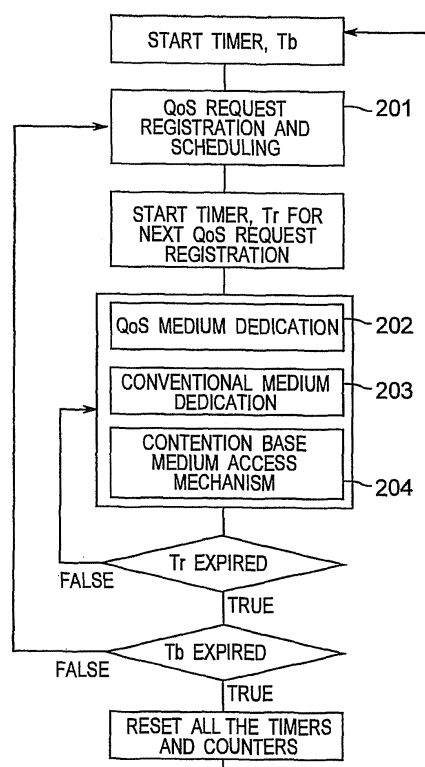 START TIMER, Tb
QoS REQUEST
REGISTRATION AND
SCHEDULING
201
START TIMER, Tr FOR
NEXT QoS REQUEST
REGISTRATION
QoS MEDIUM DEDICATION
202
CONVENTIONAL MEDIUM
DEDICATION
203
CONTENTION BASE
MEDIUM ACCESS
MECHANISM
204
Tr EXPIRED
FALSE
TRUE
Tb EXPIRED
FALSE
TRUE
RESET ALL THE TIMERS
AND COUNTERS